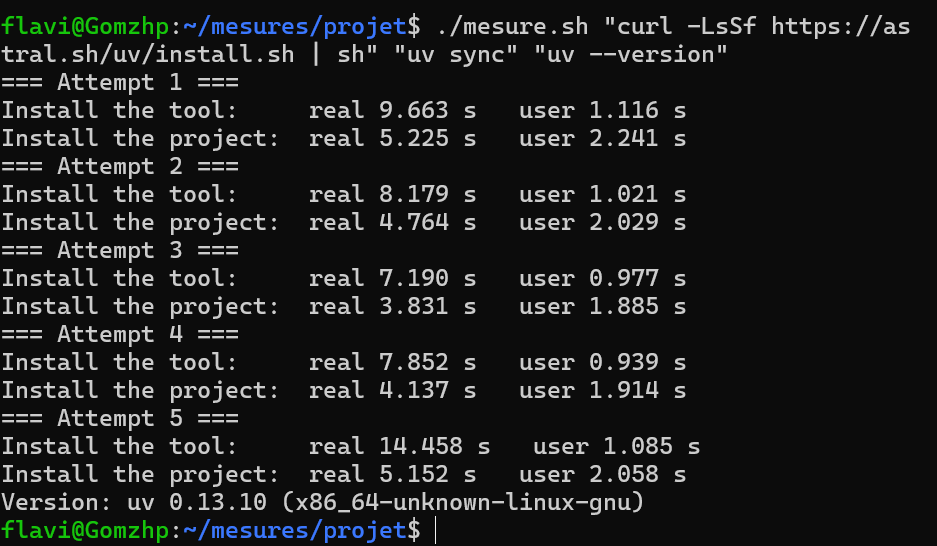 flavi@Gomzhp:~/mesures/projet$ ./mesure.sh "curl -LsSf https://as
tral.sh/uv/install.sh | sh" "uv sync" "uv --version"
=== Attempt 1 ===
Install the tool:     real 9.663 s   user 1.116 s
Install the project:  real 5.225 s   user 2.241 s
=== Attempt 2 ===
Install the tool:     real 8.179 s   user 1.021 s
Install the project:  real 4.764 s   user 2.029 s
=== Attempt 3 ===
Install the tool:     real 7.190 s   user 0.977 s
Install the project:  real 3.831 s   user 1.885 s
=== Attempt 4 ===
Install the tool:     real 7.852 s   user 0.939 s
Install the project:  real 4.137 s   user 1.914 s
=== Attempt 5 ===
Install the tool:     real 14.458 s   user 1.085 s
Install the project:  real 5.152 s   user 2.058 s
Version: uv 0.13.10 (x86_64-unknown-linux-gnu)
flavi@Gomzhp:~/mesures/projet$